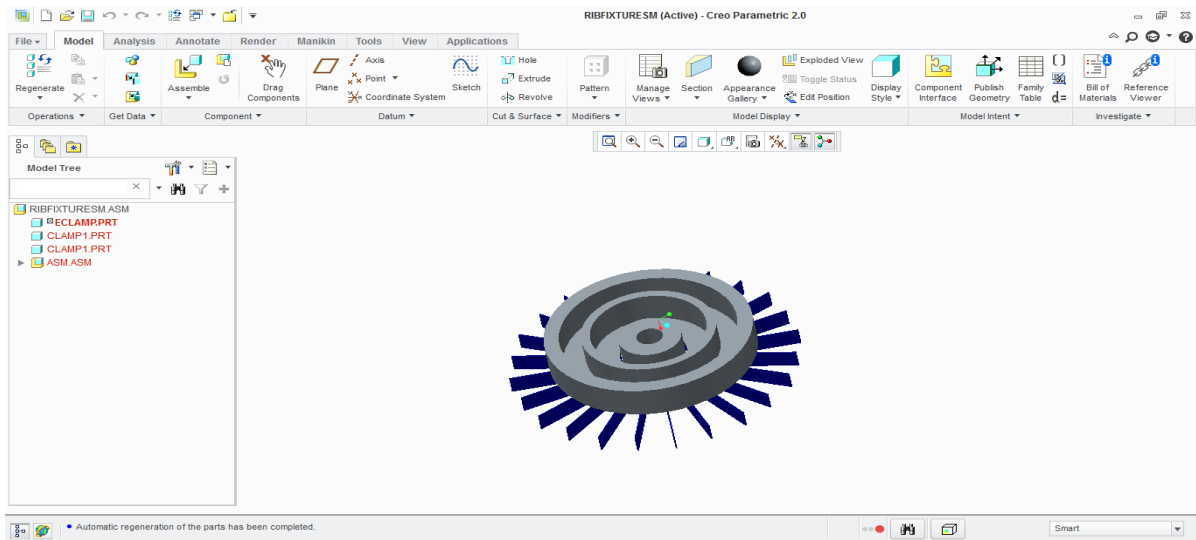 RIBFIXTURESM (Active) - Creo Parametric 2.0
File Model Analysis Annotate Render Manikin Tools View Applications
Regenerate
Operations
Get Data
Assemble
Drag
Components
Component
Plane
Axis
Point
Coordinate System
Sketch
Datum
Hole
Extrude
Revolve
Cut & Surface
Pattern
Modifiers
Manage
Views
Section
Appearance
Gallery
Exploded View
Toggle Status
Edit Position
Display
Style
Model Display
Component
Interface
Publish
Geometry
Family
Table
d=
Model Intent
Bill of
Materials
Reference
Viewer
Investigate
Model Tree
RIBFIXTURESM.ASM
ECLAMP.PRT
CLAMP1.PRT
CLAMP1.PRT
ASM.ASM
Automatic regeneration of the parts has been completed.
Smart